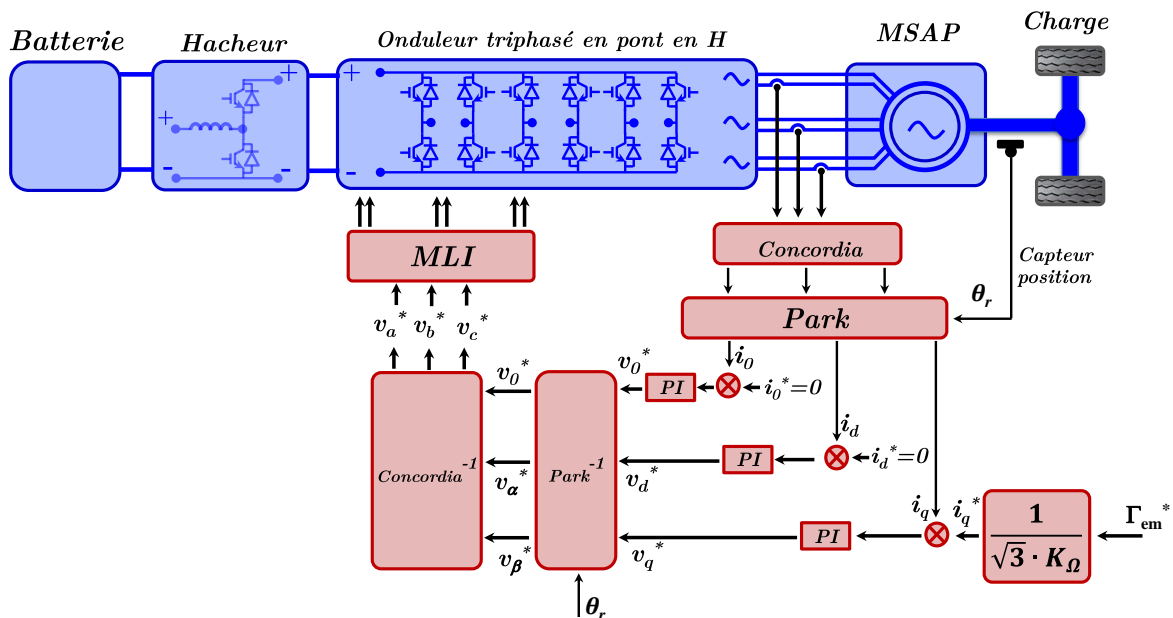 Batterie
Hacheur
Onduleur triphasé en pont en H
MSAP
Charge
+
+
-
-
+
-
MLI
Concordia
Capteur
position
θr
Park
va*
vb*
vc*
i0
v0*
v0*
PI
i0*=0
id
id*=0
Concordia-1
Park-1
vα*
vd*
PI
iq
iq*
1
√3 · KΩ
Γem*
vβ*
vq*
PI
θr